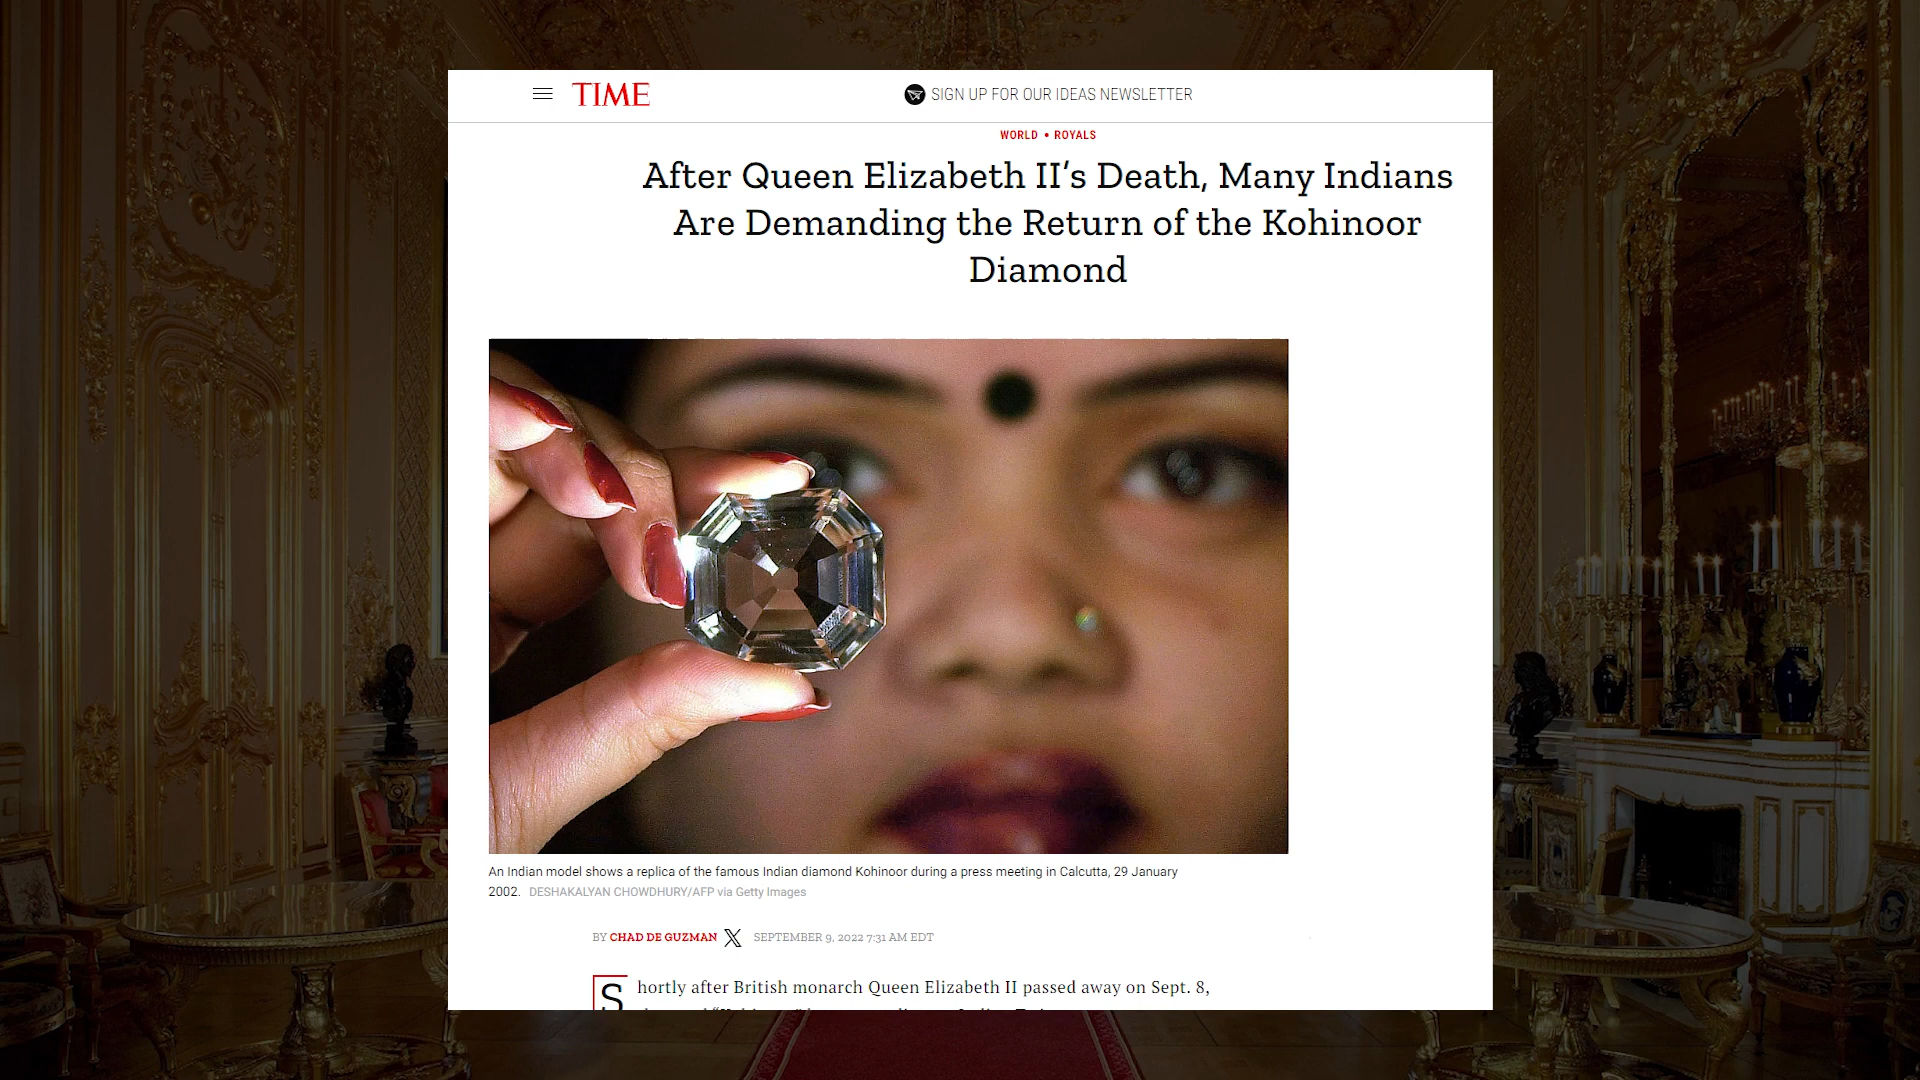 TIME
SIGN UP FOR OUR IDEAS NEWSLETTER
WORLD • ROYALS
After Queen Elizabeth II’s Death, Many Indians
Are Demanding the Return of the Kohinoor
Diamond
An Indian model shows a replica of the famous Indian diamond Kohinoor during a press meeting in Calcutta, 29 January
2002. DESHAKALYAN CHOWDHURY/AFP via Getty Images
BY CHAD DE GUZMAN SEPTEMBER 9, 2022 7:31 AM EDT
Shortly after British monarch Queen Elizabeth II passed away on Sept. 8,